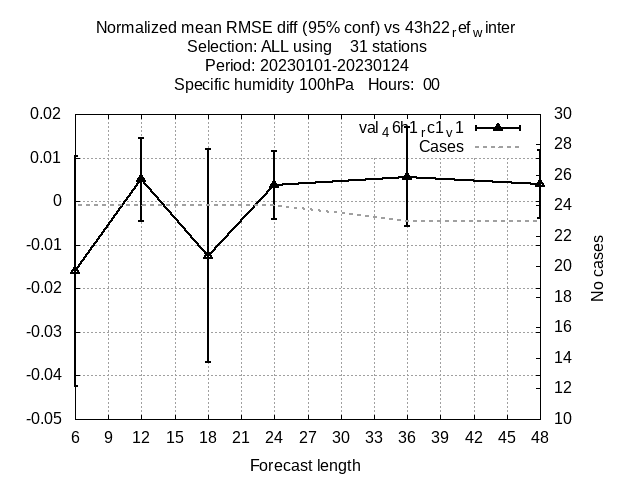 Normalized mean RMSE diff (95% conf) vs 43h22refwinter
Selection: ALL using 31 stations
Period: 20230101-20230124
Specific humidity 100hPa Hours: 00
val46h1rc1v1
Cases
0.02
0.01
0
-0.01
-0.02
-0.03
-0.04
-0.05
30
28
26
24
22
20
18
16
14
12
10
No cases
6 9 12 15 18 21 24 27 30 33 36 39 42 45 48
Forecast length